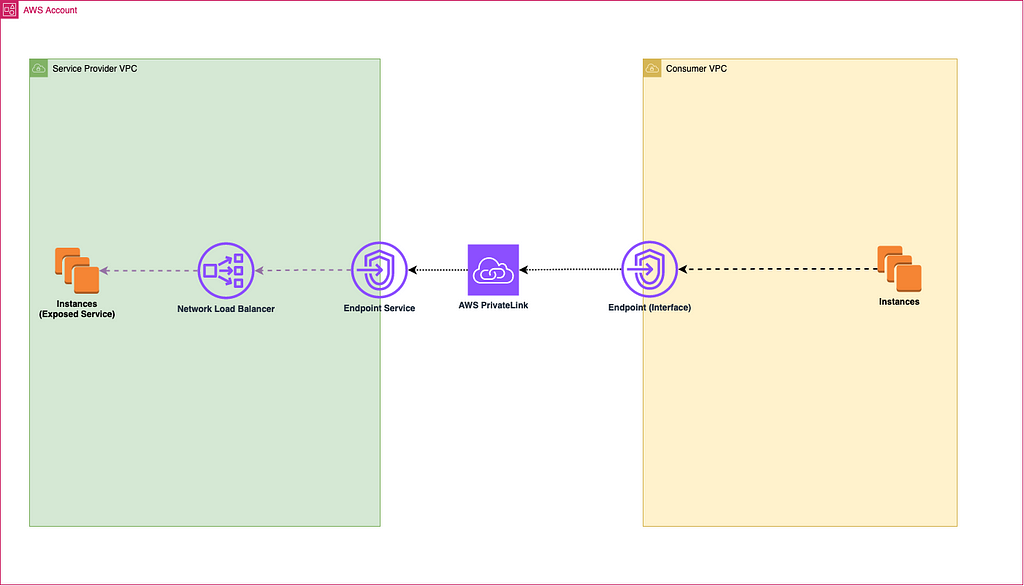 AWS Account
Service Provider VPC
Consumer VPC
Instances
(Exposed Service)
Network Load Balancer
Endpoint Service
AWS PrivateLink
Endpoint (Interface)
Instances